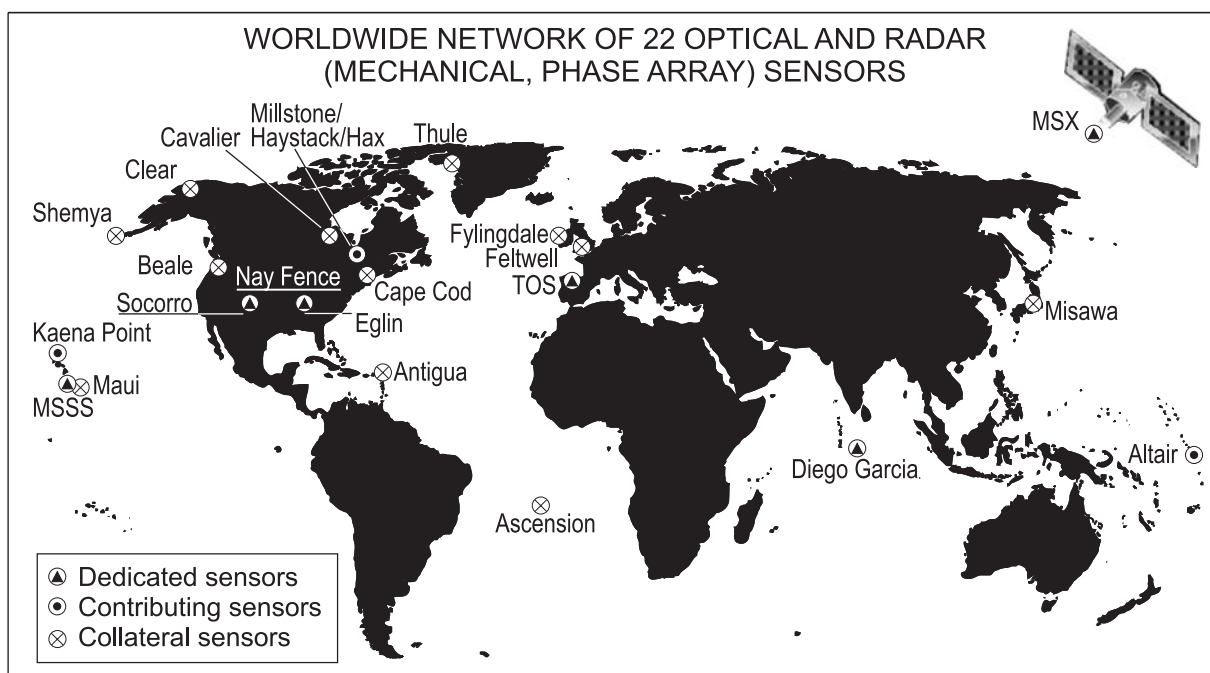 WORLDWIDE NETWORK OF 22 OPTICAL AND RADAR
(MECHANICAL, PHASE ARRAY) SENSORS
Millstone/
Haystack/Hax
Cavalier
Thule
MSX
Clear
Shemya
Fylingdale
Feltwell
Beale
Nay Fence
TOS
Cape Cod
Socorro
Eglin
Misawa
Kaena Point
Antigua
Maui
MSSS
Altair
Diego Garcia
Ascension
Dedicated sensors
Contributing sensors
Collateral sensors